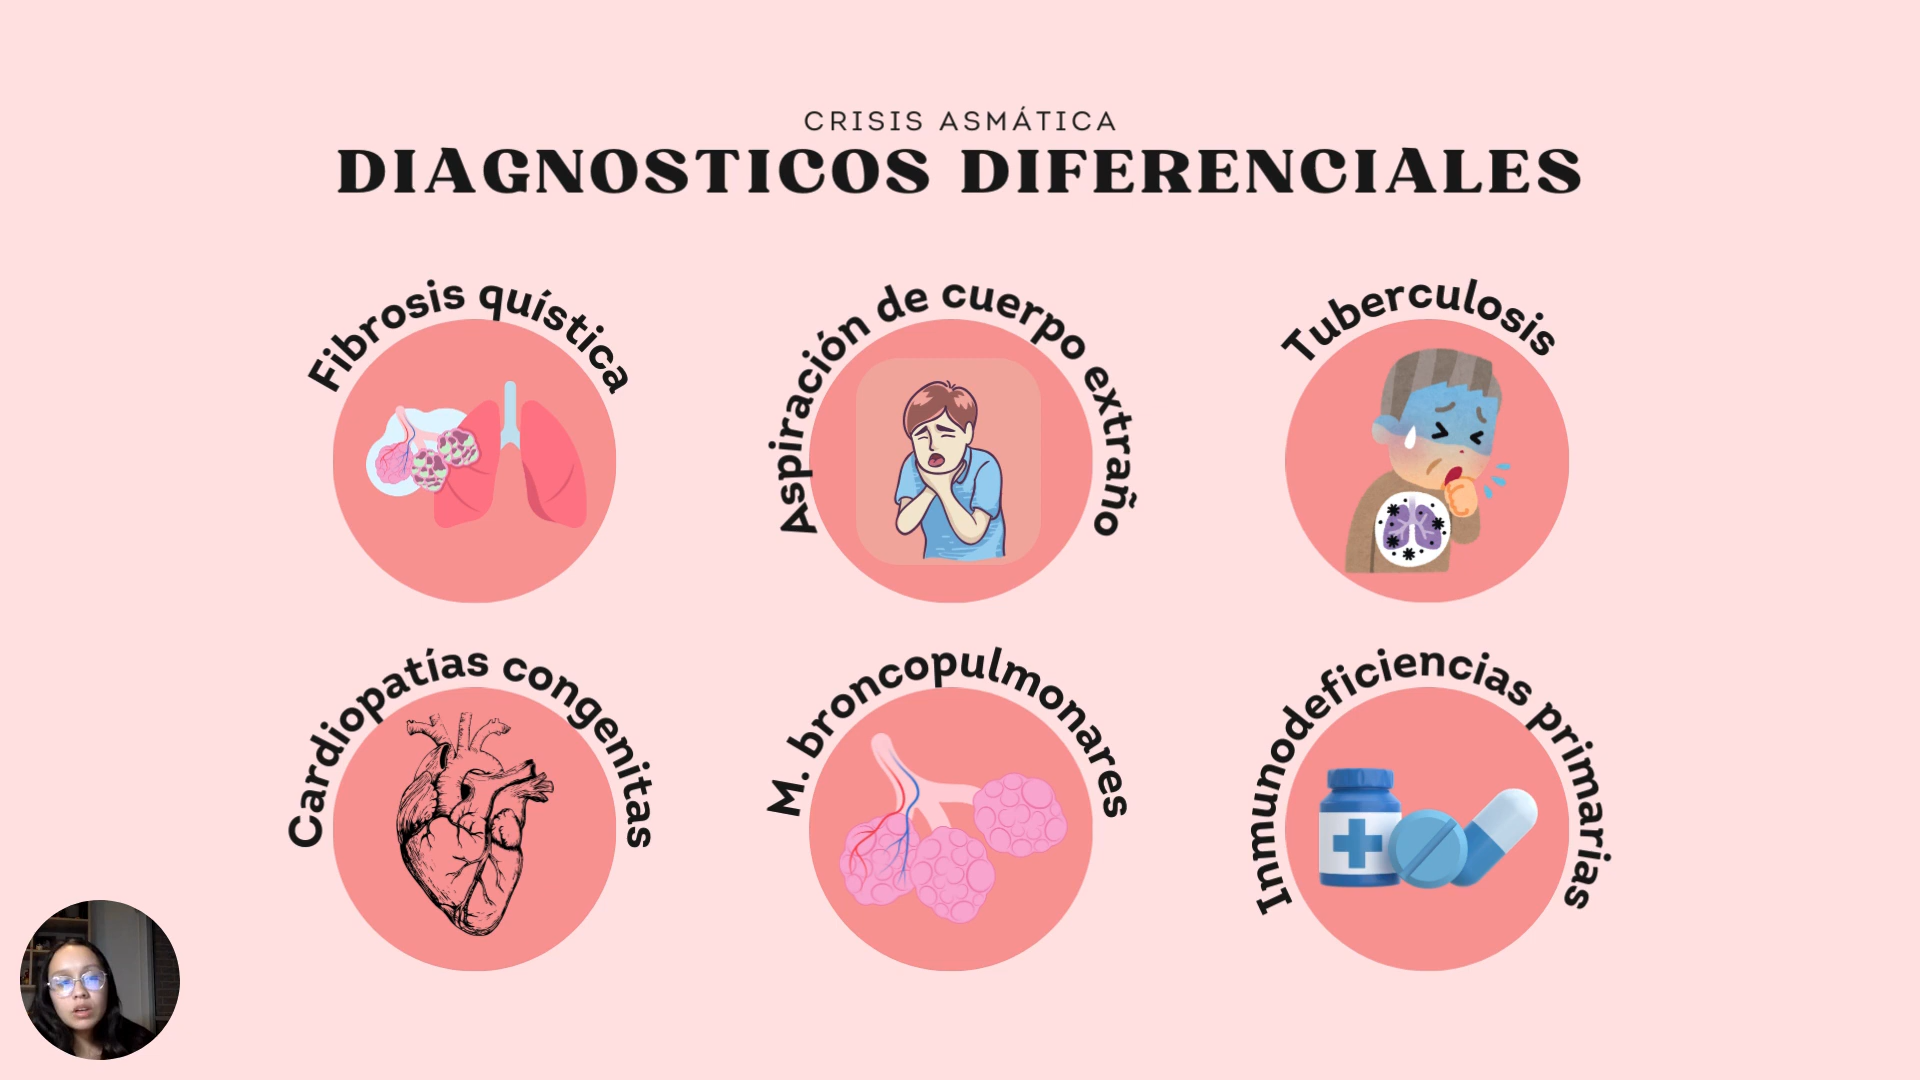 CRISIS ASMÁTICA
DIAGNOSTICOS DIFERENCIALES
Fibrosis quística
Aspiración de cuerpo extraño
Tuberculosis
Cardiopatías congenitas
M. broncopulmonares
Inmunodeficiencias primarias